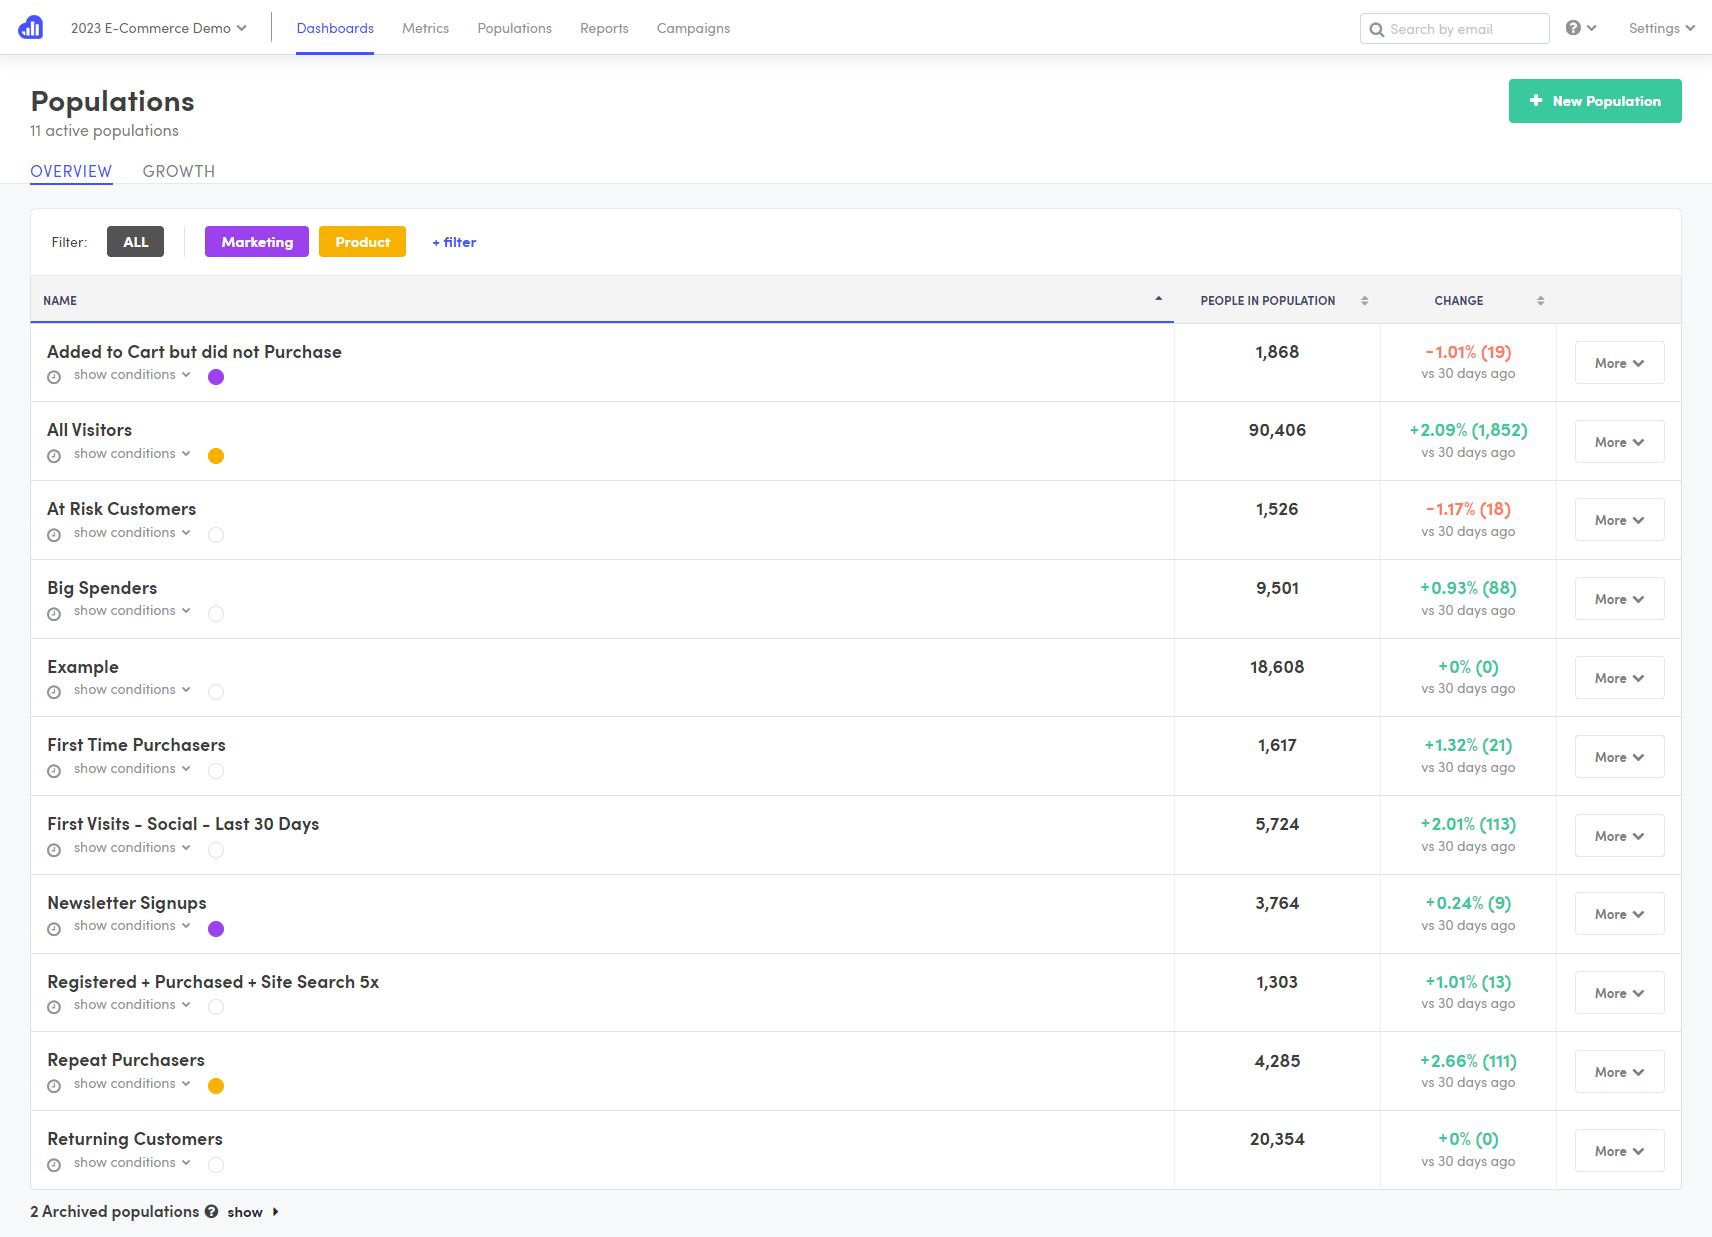 2023 E-Commerce Demo
Dashboards
Metrics
Populations
Reports
Campaigns
Search by email
Settings
Populations
11 active populations
+ New Population
OVERVIEW
GROWTH
Filter:
ALL
Marketing
Product
+ filter
NAME
PEOPLE IN POPULATION
CHANGE
Added to Cart but did not Purchase
show conditions
1,868
-1.01% (19)
vs 30 days ago
More
All Visitors
show conditions
90,406
+2.09% (1,852)
vs 30 days ago
More
At Risk Customers
show conditions
1,526
-1.17% (18)
vs 30 days ago
More
Big Spenders
show conditions
9,501
+0.93% (88)
vs 30 days ago
More
Example
show conditions
18,608
+0% (0)
vs 30 days ago
More
First Time Purchasers
show conditions
1,617
+1.32% (21)
vs 30 days ago
More
First Visits - Social - Last 30 Days
show conditions
5,724
+2.01% (113)
vs 30 days ago
More
Newsletter Signups
show conditions
3,764
+0.24% (9)
vs 30 days ago
More
Registered + Purchased + Site Search 5x
show conditions
1,303
+1.01% (13)
vs 30 days ago
More
Repeat Purchasers
show conditions
4,285
+2.66% (111)
vs 30 days ago
More
Returning Customers
show conditions
20,354
+0% (0)
vs 30 days ago
More
2 Archived populations ? show